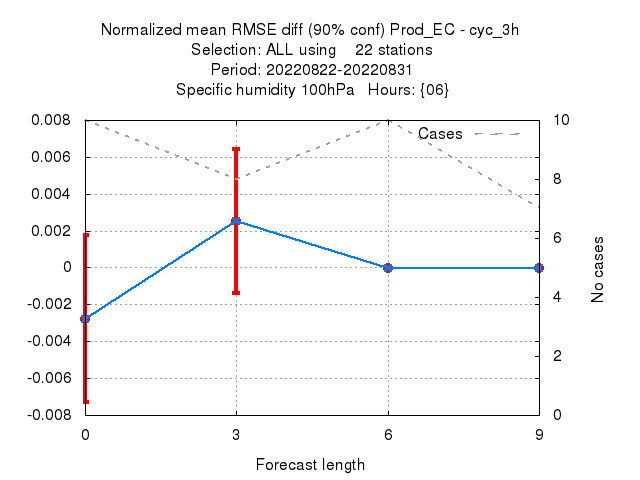 Normalized mean RMSE diff (90% conf) Prod_EC - cyc_3h
Selection: ALL using    22 stations
Period: 20220822-20220831
Specific humidity 100hPa   Hours: {06}
Cases
0.008
0.006
0.004
0.002
0
-0.002
-0.004
-0.006
-0.008
10
8
6
4
2
0
No cases
0 3 6 9
Forecast length